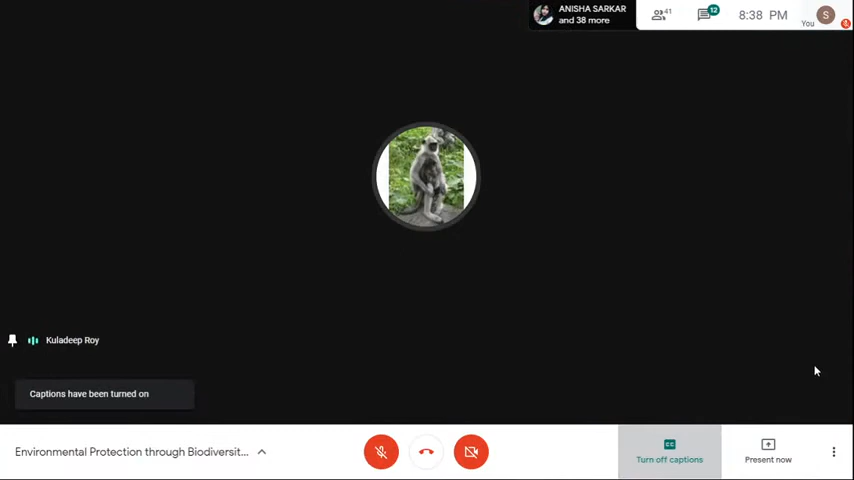 ANISHA SARKAR
and 38 more
41
12
8:38 PM
You
S
Kuladeep Roy
Captions have been turned on
Environmental Protection through Biodiversit...
CC
Turn off captions
Present now